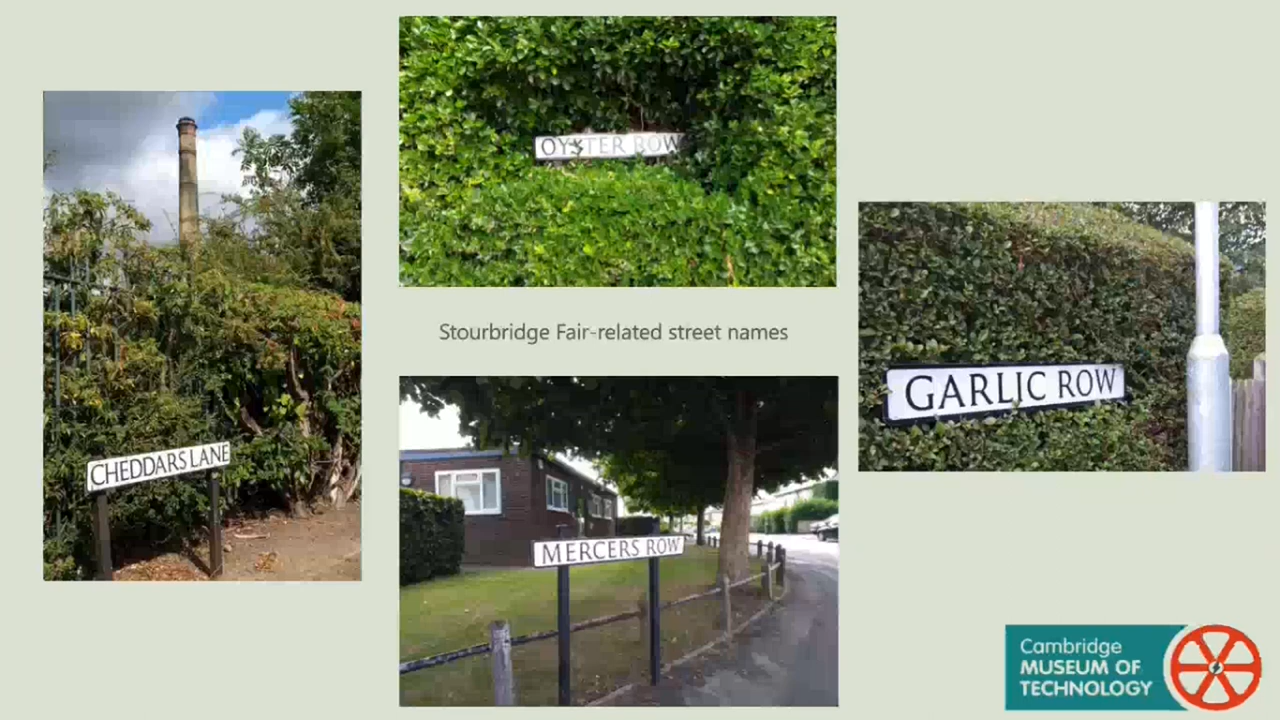 CHEDDARS LANE
OYSTER ROW
Stourbridge Fair-related street names
MERCERS ROW
GARLIC ROW
Cambridge
MUSEUM OF
TECHNOLOGY